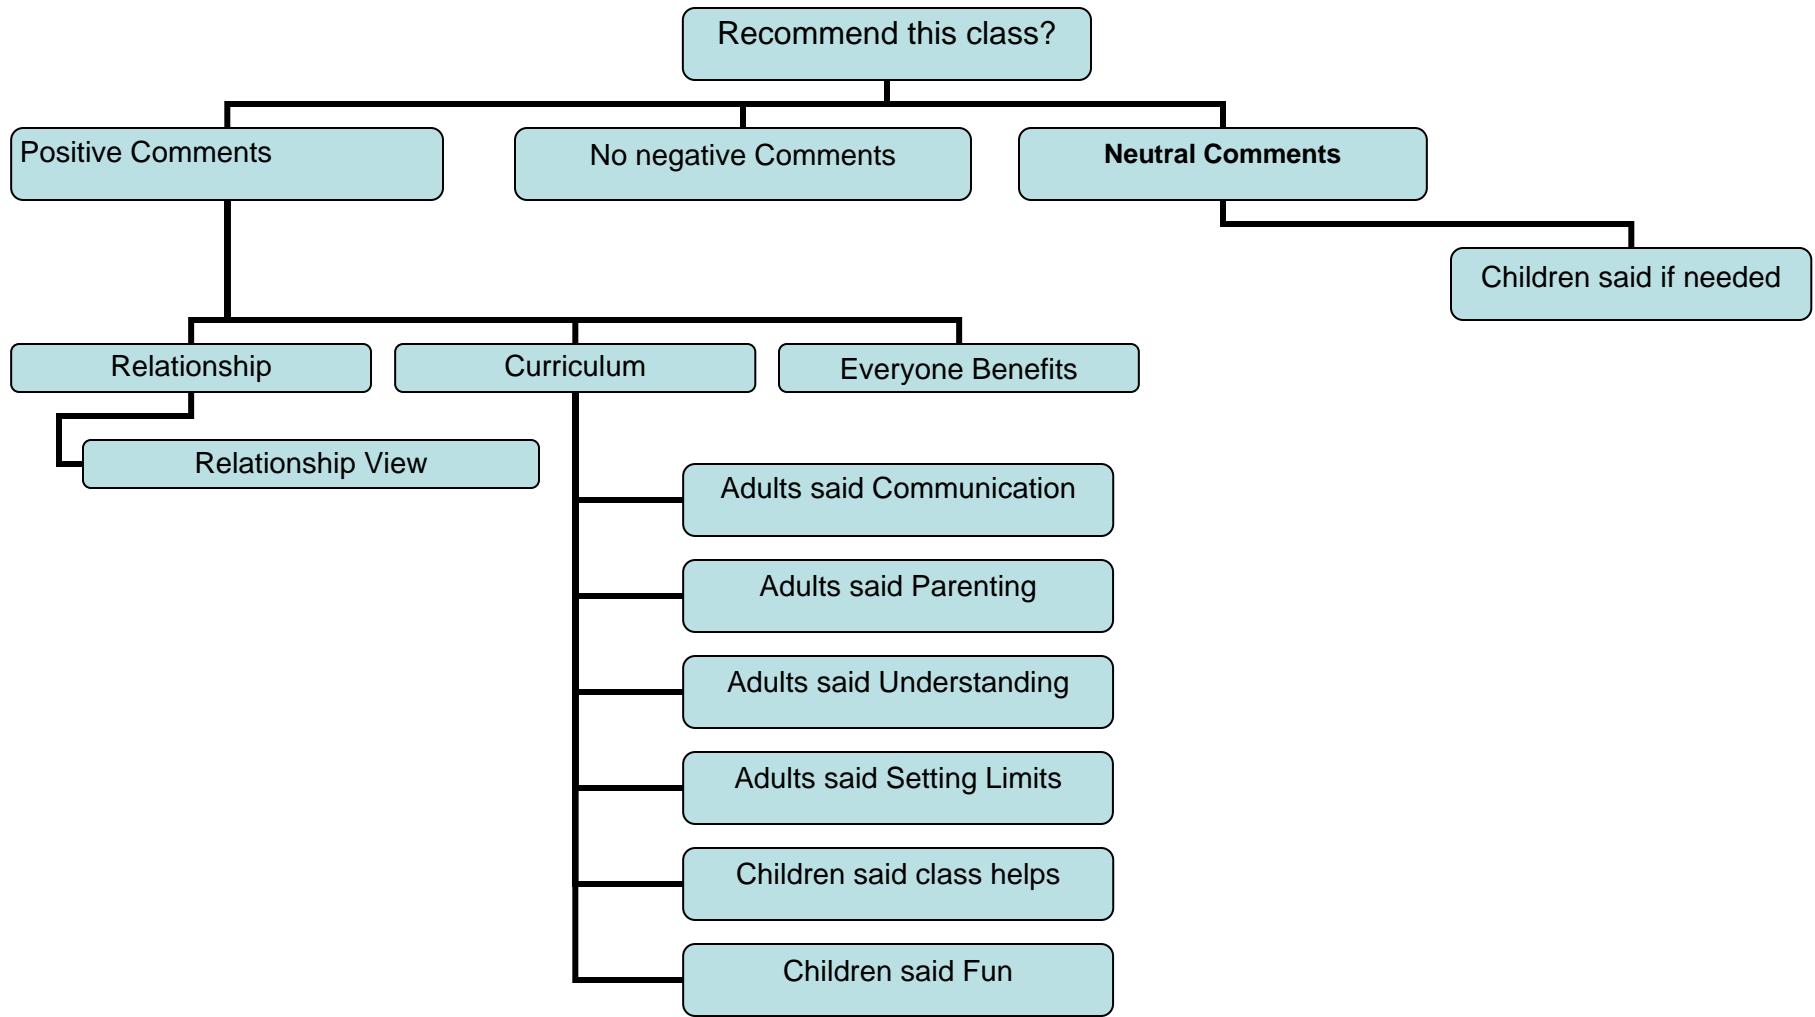 Recommend this class?
Positive Comments
No negative Comments
Neutral Comments
Children said if needed
Relationship
Curriculum
Everyone Benefits
Relationship View
Adults said Communication
Adults said Parenting
Adults said Understanding
Adults said Setting Limits
Children said class helps
Children said Fun